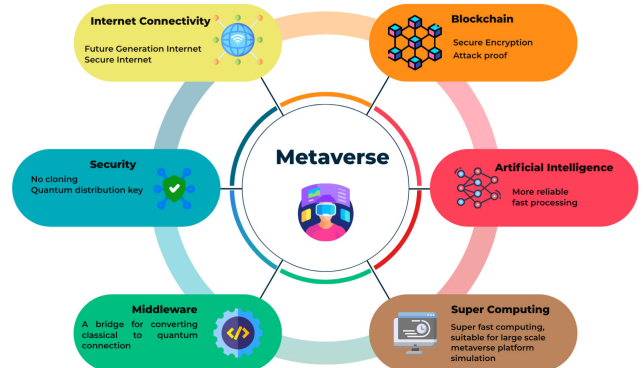 Internet Connectivity
Future Generation Internet
Secure Internet
Blockchain
Secure Encryption
Attack proof
Security
No cloning
Quantum distribution key
Metaverse
Artificial Intelligence
More reliable
fast processing
Middleware
A bridge for converting
classical to quantum
connection
</>
Super Computing
Super fast computing,
suitable for large scale
metaverse platform
simulation